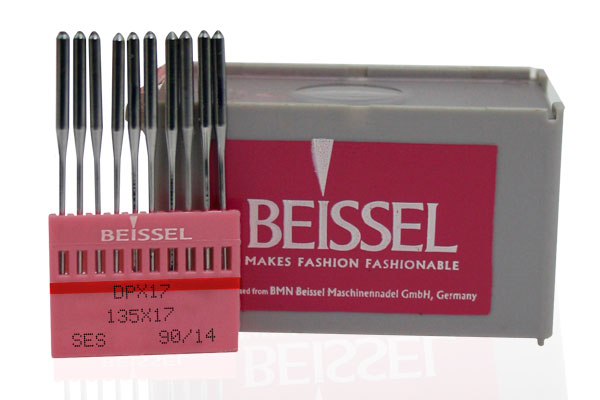 BEISSEL
DPX17
135X17
SES 90/14
BEISSEL
MAKES FASHION FASHIONABLE
from BMN Beissel Maschinennadel GmbH, Germany